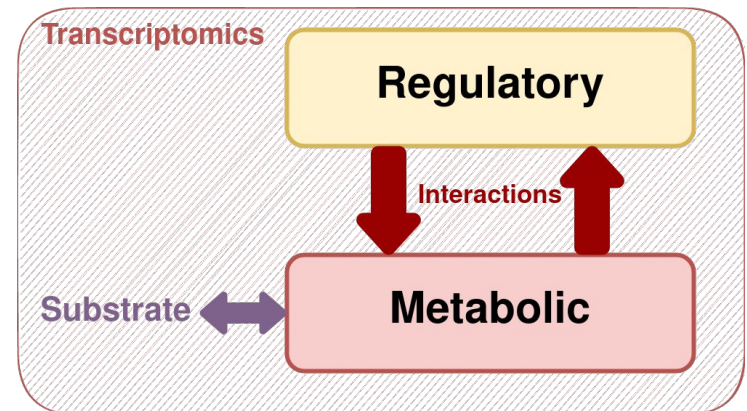 Transcriptomics
Regulatory
Interactions
Substrate
Metabolic